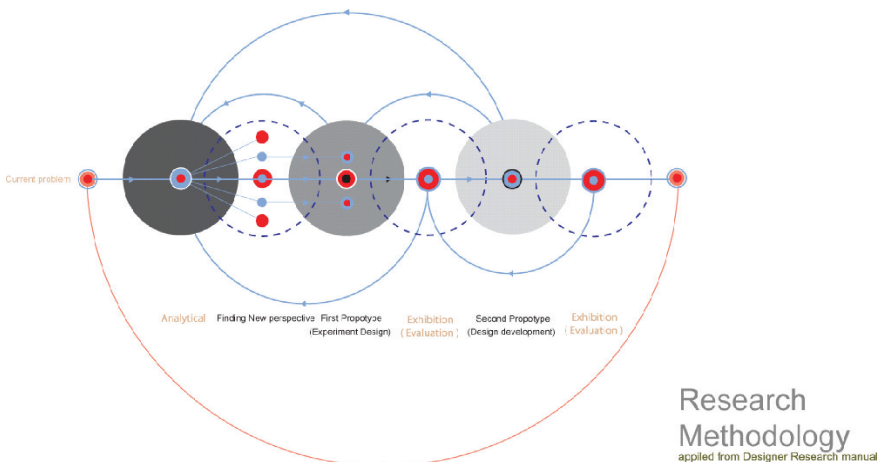 Current problem
Analytical
Finding New perspective
First Propotype
(Experiment Design)
Exhibition
(Evaluation)
Second Propotype
(Design development)
Exhibition
(Evaluation)
Research
Methodology
appiled from Designer Research manual